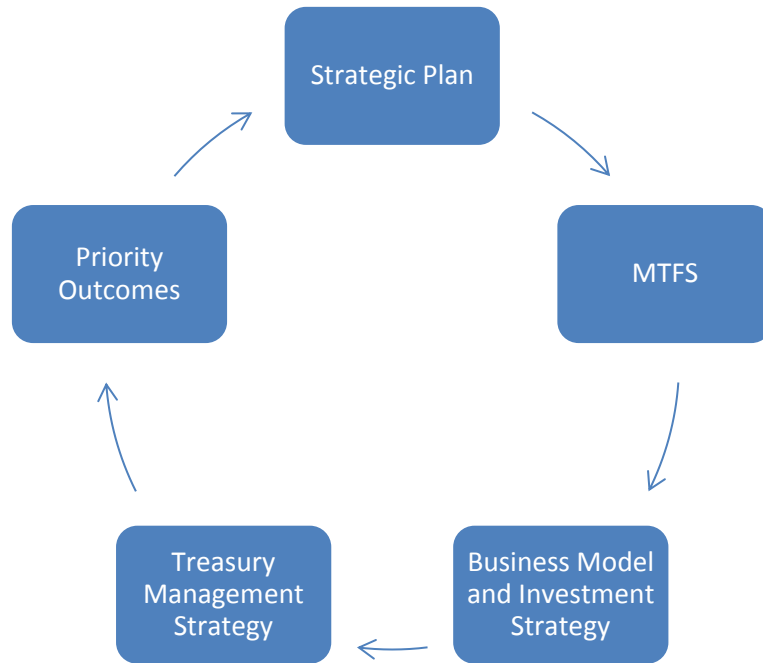 Strategic Plan
Priority
Outcomes
MTFS
Treasury
Management
Strategy
Business Model
and Investment
Strategy